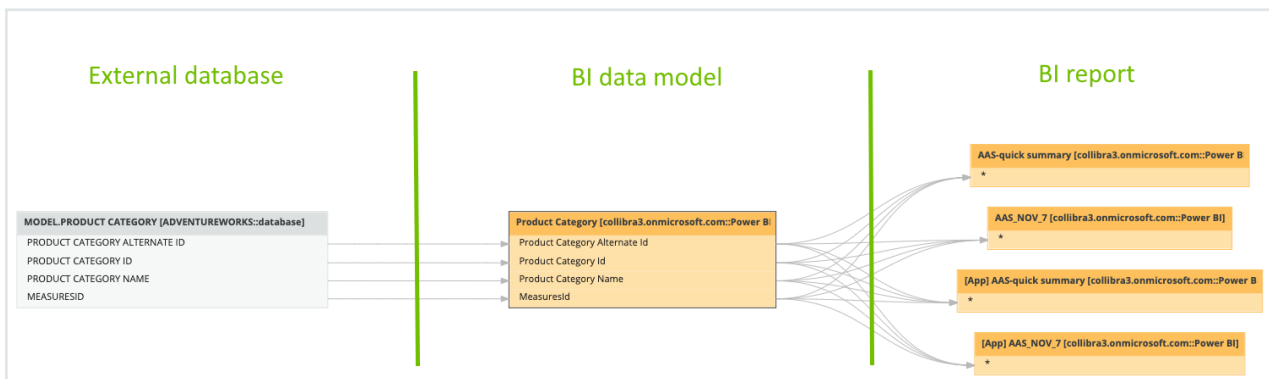 External database
BI data model
BI report
MODEL.PRODUCT CATEGORY [ADVENTUREWORKS::database]
PRODUCT CATEGORY ALTERNATE ID
PRODUCT CATEGORY ID
PRODUCT CATEGORY NAME
MEASURESID
Product Category [collibra3.onmicrosoft.com::Power BI
Product Category Alternate Id
Product Category Id
Product Category Name
MeasuresId
AAS-quick summary [collibra3.onmicrosoft.com::Power B
*
AAS_NOV_7 [collibra3.onmicrosoft.com::Power BI]
*
[App] AAS-quick summary [collibra3.onmicrosoft.com::Power B
*
[App] AAS_NOV_7 [collibra3.onmicrosoft.com::Power BI]
*